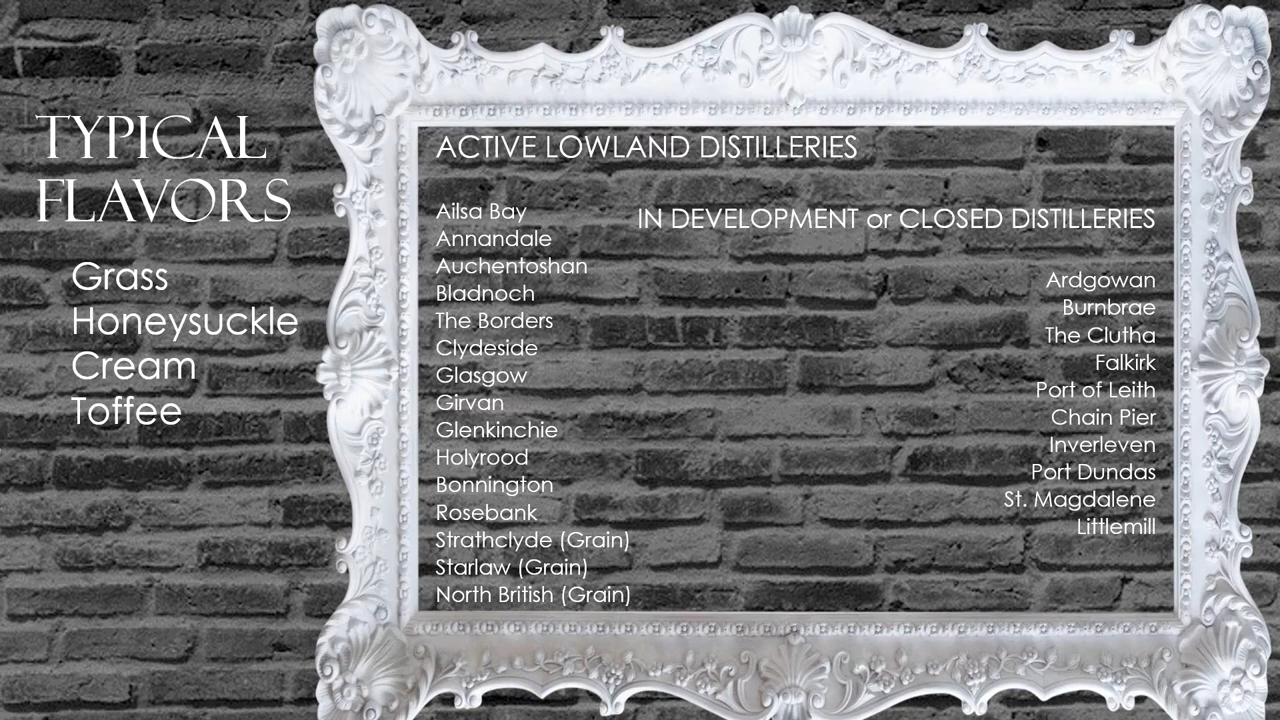 TYPICAL
FLAVORS
Grass
Honeysuckle
Cream
Toffee
ACTIVE LOWLAND DISTILLERIES
Ailsa Bay
Annandale
Auchentoshan
Bladnoch
The Borders
Clydeside
Glasgow
Girvan
Glenkinchie
Holyrood
Bonnington
Rosebank
Strathclyde (Grain)
Starlaw (Grain)
North British (Grain)
IN DEVELOPMENT or CLOSED DISTILLERIES
Ardgowan
Burnbrae
The Clutha
Falkirk
Port of Leith
Chain Pier
Inverleven
Port Dundas
St. Magdalene
Littlemill